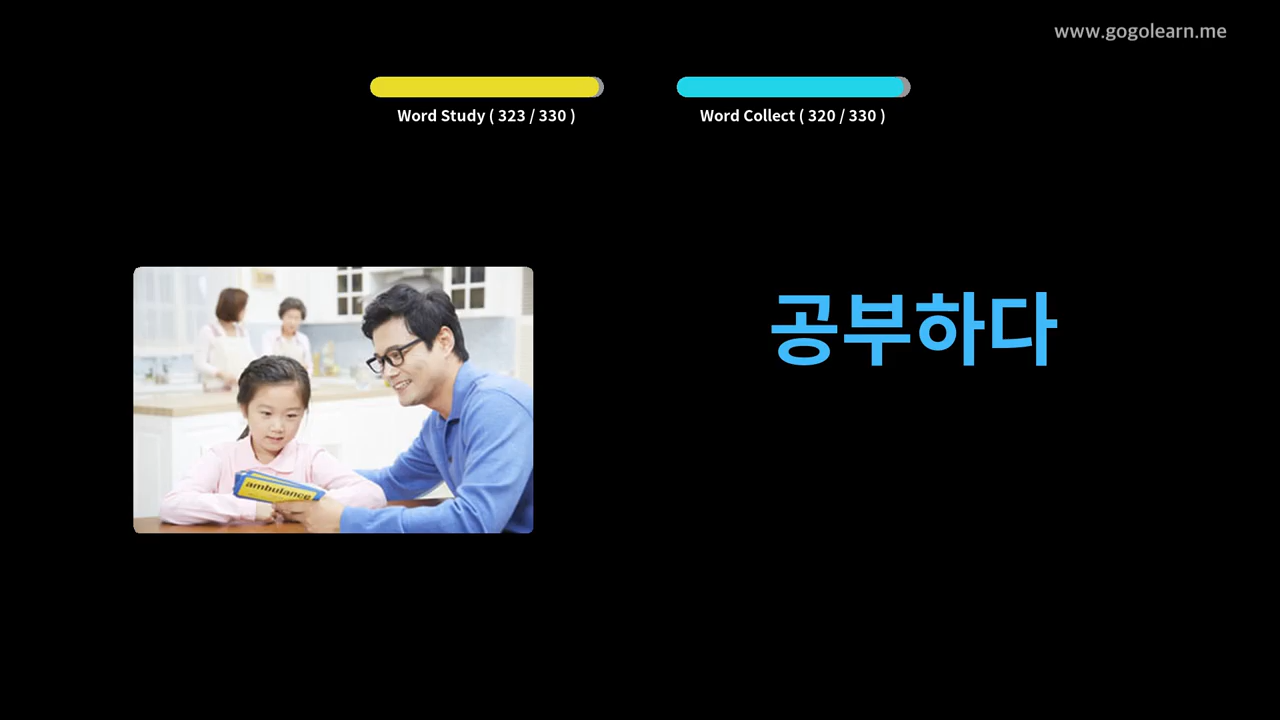 www.gogolearn.me
Word Study ( 323 / 330 )
Word Collect ( 320 / 330 )
공부하다
ambulance